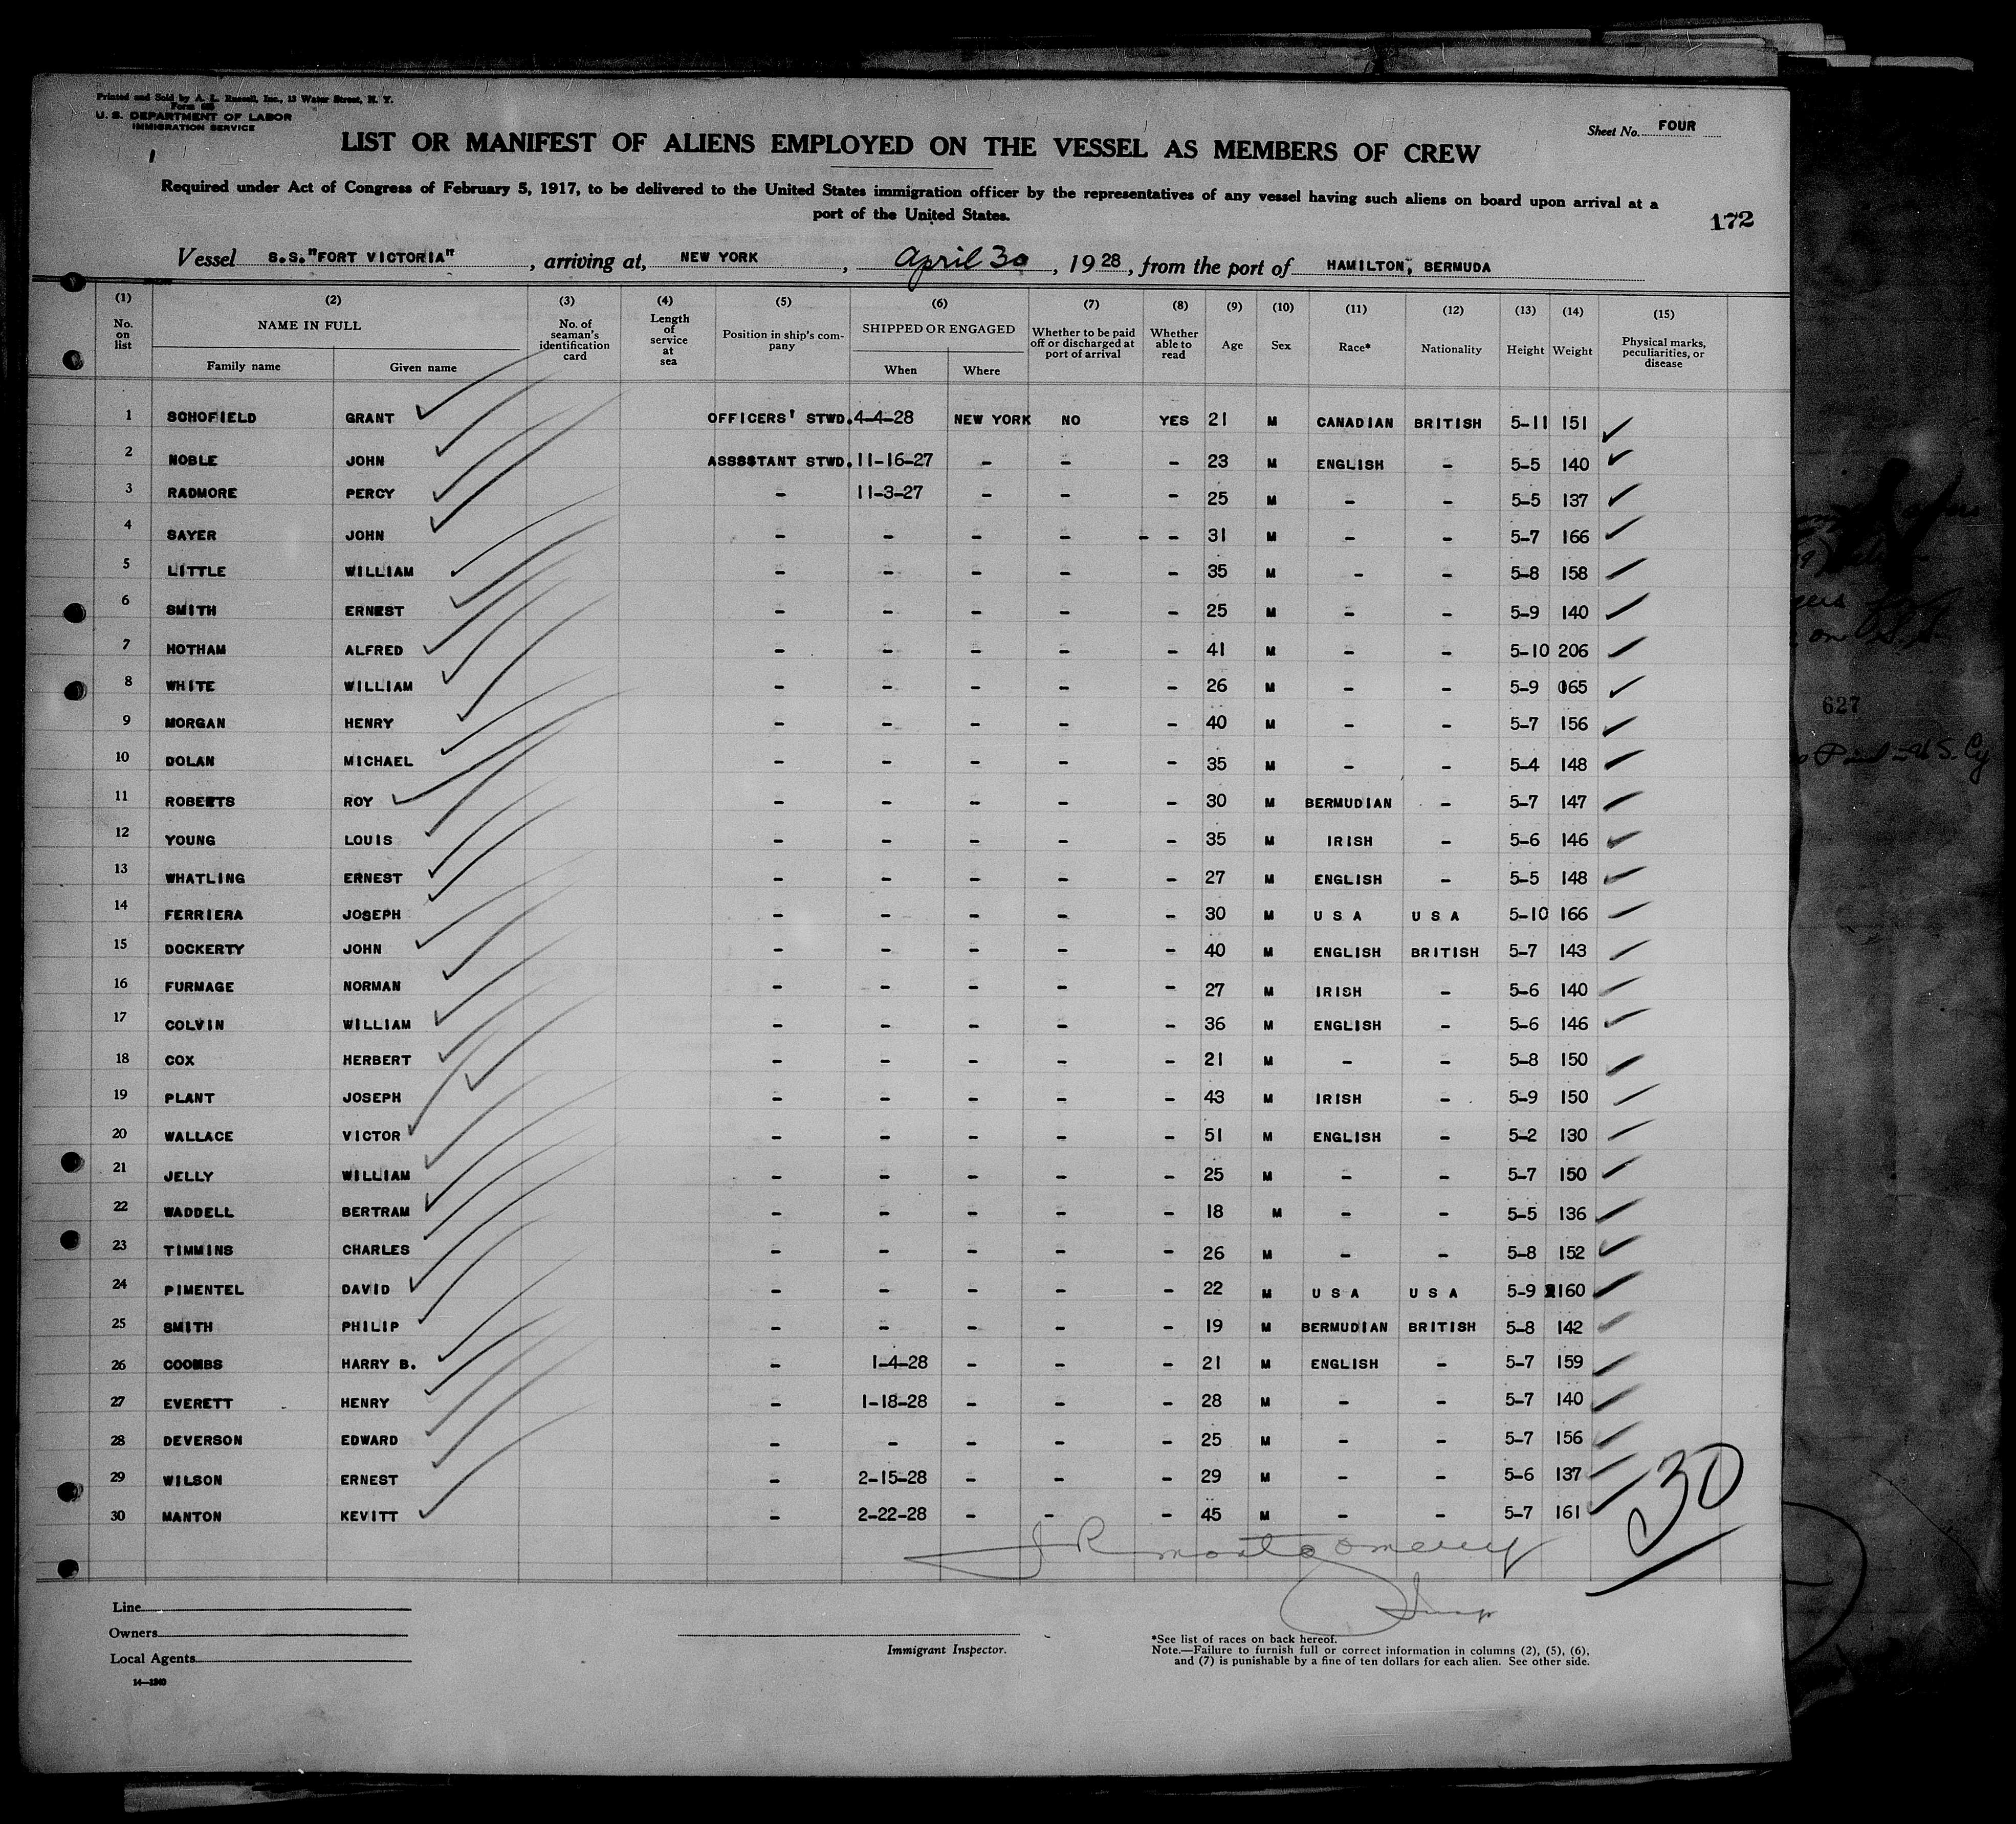 Printed and Sold by A. L. Russell, Inc., 13 Water Street, N. Y.
U. S. DEPARTMENT OF LABOR
IMMIGRATION SERVICE
Sheet No. FOUR
LIST OR MANIFEST OF ALIENS EMPLOYED ON THE VESSEL AS MEMBERS OF CREW
Required under Act of Congress of February 5, 1917, to be delivered to the United States immigration officer by the representatives of any vessel having such aliens on board upon arrival at a
port of the United States.
172
Vessel S.S."FORT VICTORIA", arriving at, NEW YORK, April 30, 1928, from the port of HAMILTON, BERMUDA
(1) (2) (3) (4) (5) (6) (7) (8) (9) (10) (11) (12) (13) (14) (15)
No. on list NAME IN FULL No. of seaman's identification card Length of service at sea Position in ship's company SHIPPED OR ENGAGED Whether to be paid off or discharged at port of arrival Whether able to read Age Sex Race* Nationality Height Weight Physical marks, peculiarities, or disease
Family name Given name When Where
1 SCHOFIELD GRANT OFFICERS' STWD. 4-4-28 NEW YORK NO YES 21 M CANADIAN BRITISH 5-11 151
2 NOBLE JOHN ASSSSTANT STWD. 11-16-27 - - - 23 M ENGLISH - 5-5 140
3 RADMORE PERCY - 11-3-27 - - - 25 M - - 5-5 137
4 SAYER JOHN - - - - - - 31 M - - 5-7 166
5 LITTLE WILLIAM - - - - - 35 M - - 5-8 158
6 SMITH ERNEST - - - - - 25 M - - 5-9 140
7 HOTHAM ALFRED - - - - - 41 M - - 5-10 206
8 WHITE WILLIAM - - - - - 26 M - - 5-9 065
9 MORGAN HENRY - - - - - 40 M - - 5-7 156
10 DOLAN MICHAEL - - - - - 35 M - - 5-4 148
11 ROBERTS ROY - - - - - 30 M BERMUDIAN - 5-7 147
12 YOUNG LOUIS - - - - - 35 M IRISH - 5-6 146
13 WHATLING ERNEST - - - - - 27 M ENGLISH - 5-5 148
14 FERRIERA JOSEPH - - - - - 30 M U S A U S A 5-10 166
15 DOCKERTY JOHN - - - - - 40 M ENGLISH BRITISH 5-7 143
16 FURMAGE NORMAN - - - - - 27 M IRISH - 5-6 140
17 COLVIN WILLIAM - - - - - 36 M ENGLISH - 5-6 146
18 COX HERBERT - - - - - 21 M - - 5-8 150
19 PLANT JOSEPH - - - - - 43 M IRISH - 5-9 150
20 WALLACE VICTOR - - - - - 51 M ENGLISH - 5-2 130
21 JELLY WILLIAM - - - - - 25 M - - 5-7 150
22 WADDELL BERTRAM - - - - - 18 M - - 5-5 136
23 TIMMINS CHARLES - - - - - 26 M - - 5-8 152
24 PIMENTEL DAVID - - - - - 22 M U S A U S A 5-9 160
25 SMITH PHILIP - - - - - 19 M BERMUDIAN BRITISH 5-8 142
26 COOMBS HARRY B. - 1-4-28 - - - 21 M ENGLISH - 5-7 159
27 EVERETT HENRY - 1-18-28 - - - 28 M - - 5-7 140
28 DEVERSON EDWARD - - - - - 25 M - - 5-7 156
29 WILSON ERNEST - 2-15-28 - - - 29 M - - 5-6 137
30 MANTON KEVITT - 2-22-28 - - - 45 M - - 5-7 161
30
J R Montgomery
Insp
Line
Owners
Local Agents
Immigrant Inspector.
*See list of races on back hereof.
Note.—Failure to furnish full or correct information in columns (2), (5), (6),
and (7) is punishable by a fine of ten dollars for each alien. See other side.
14—1240
627